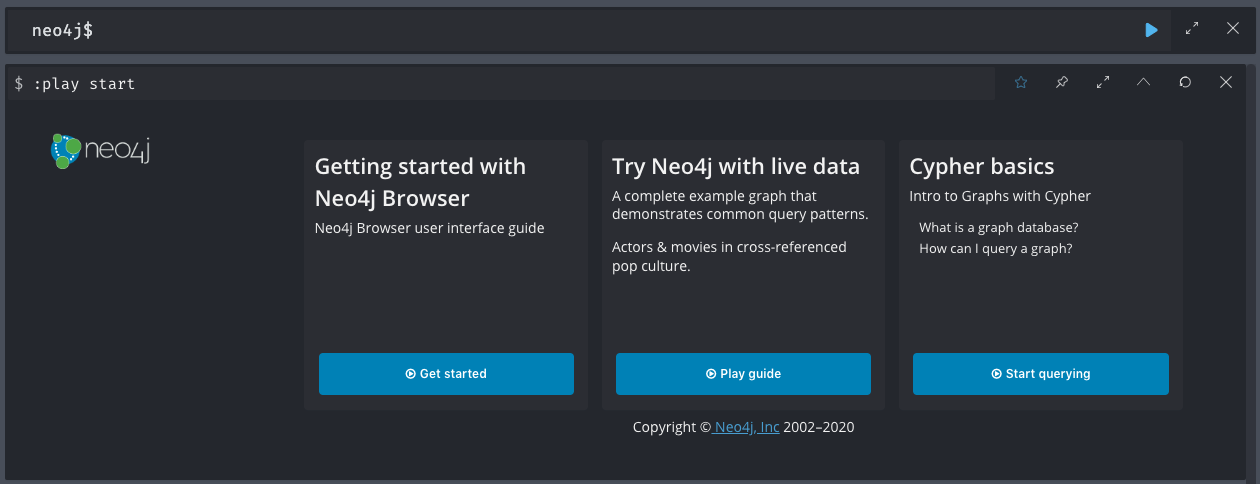 neo4j$
$ :play start
neo4j
Getting started with
Neo4j Browser
Neo4j Browser user interface guide
Get started
Try Neo4j with live data
A complete example graph that
demonstrates common query patterns.
Actors & movies in cross-referenced
pop culture.
Play guide
Cypher basics
Intro to Graphs with Cypher
What is a graph database?
How can I query a graph?
Start querying
Copyright © Neo4j, Inc 2002–2020